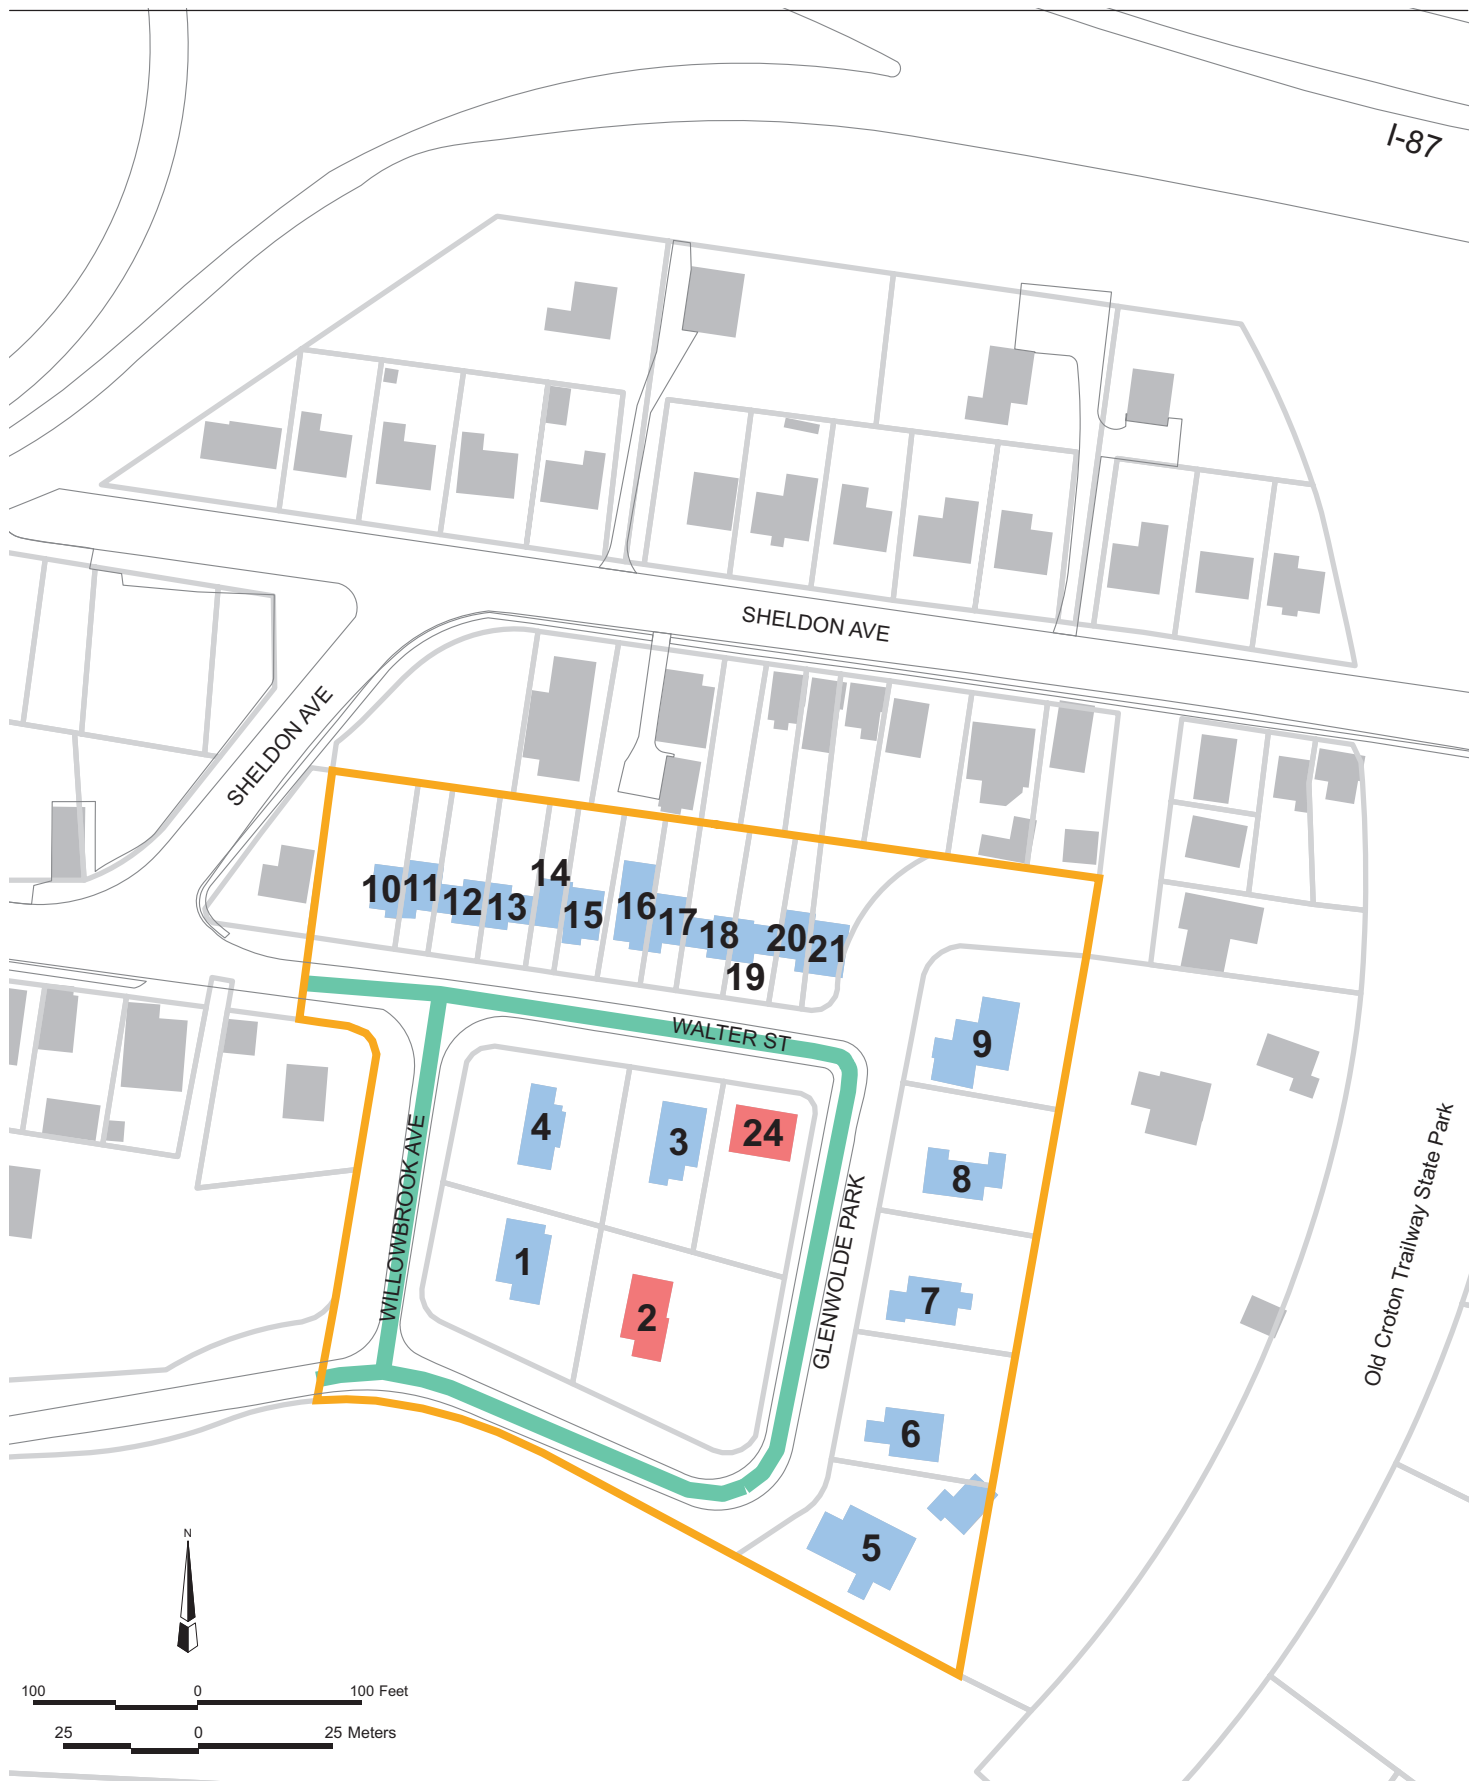 I-87
SHELDON AVE
SHELDON AVE
14
10 11 12 13 15 16 17 18 20 21
19
WALTER ST
9
4 3 24
8
WILLOWBROOK AVE
GLENWOLDE PARK
Old Croton Trailway State Park
1
7
2
6
5
N
100 0 100 Feet
25 0 25 Meters